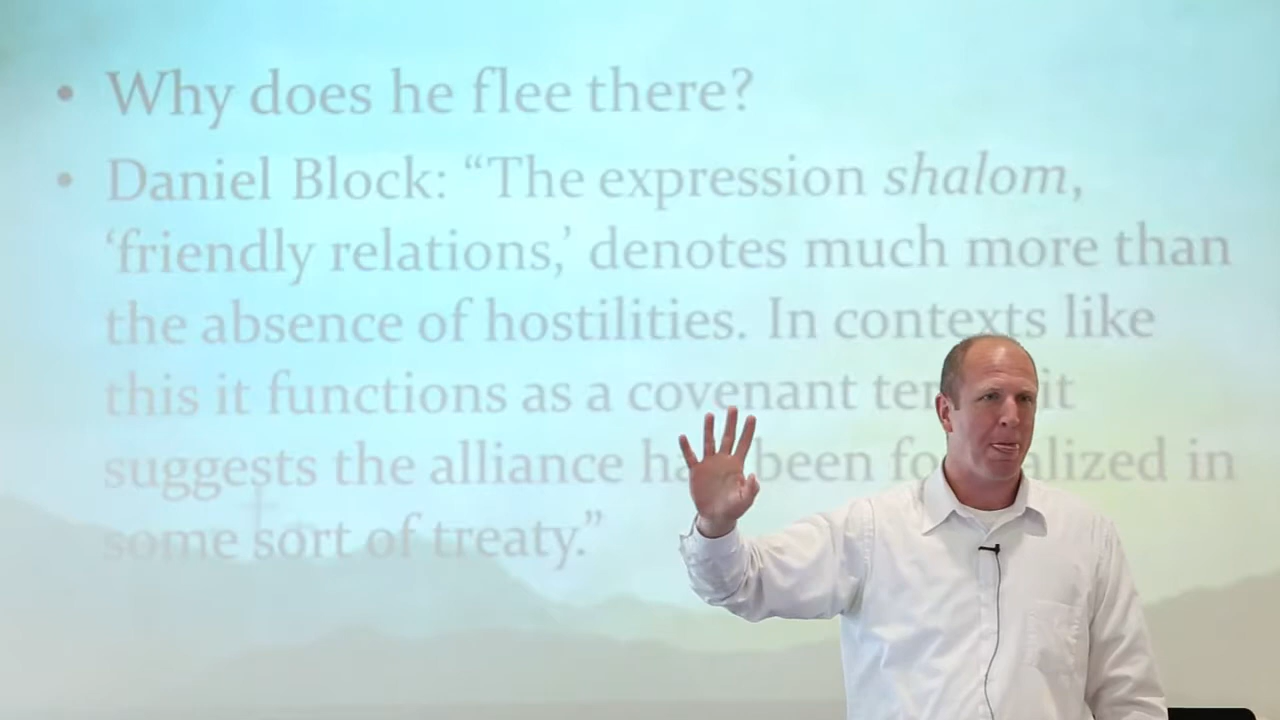 • Why does he flee there?
• Daniel Block: “The expression shalom,
‘friendly relations,’ denotes much more than
the absence of hostilities. In contexts like
this it functions as a covenant it
suggests the alliance been in
some sort of treaty.”